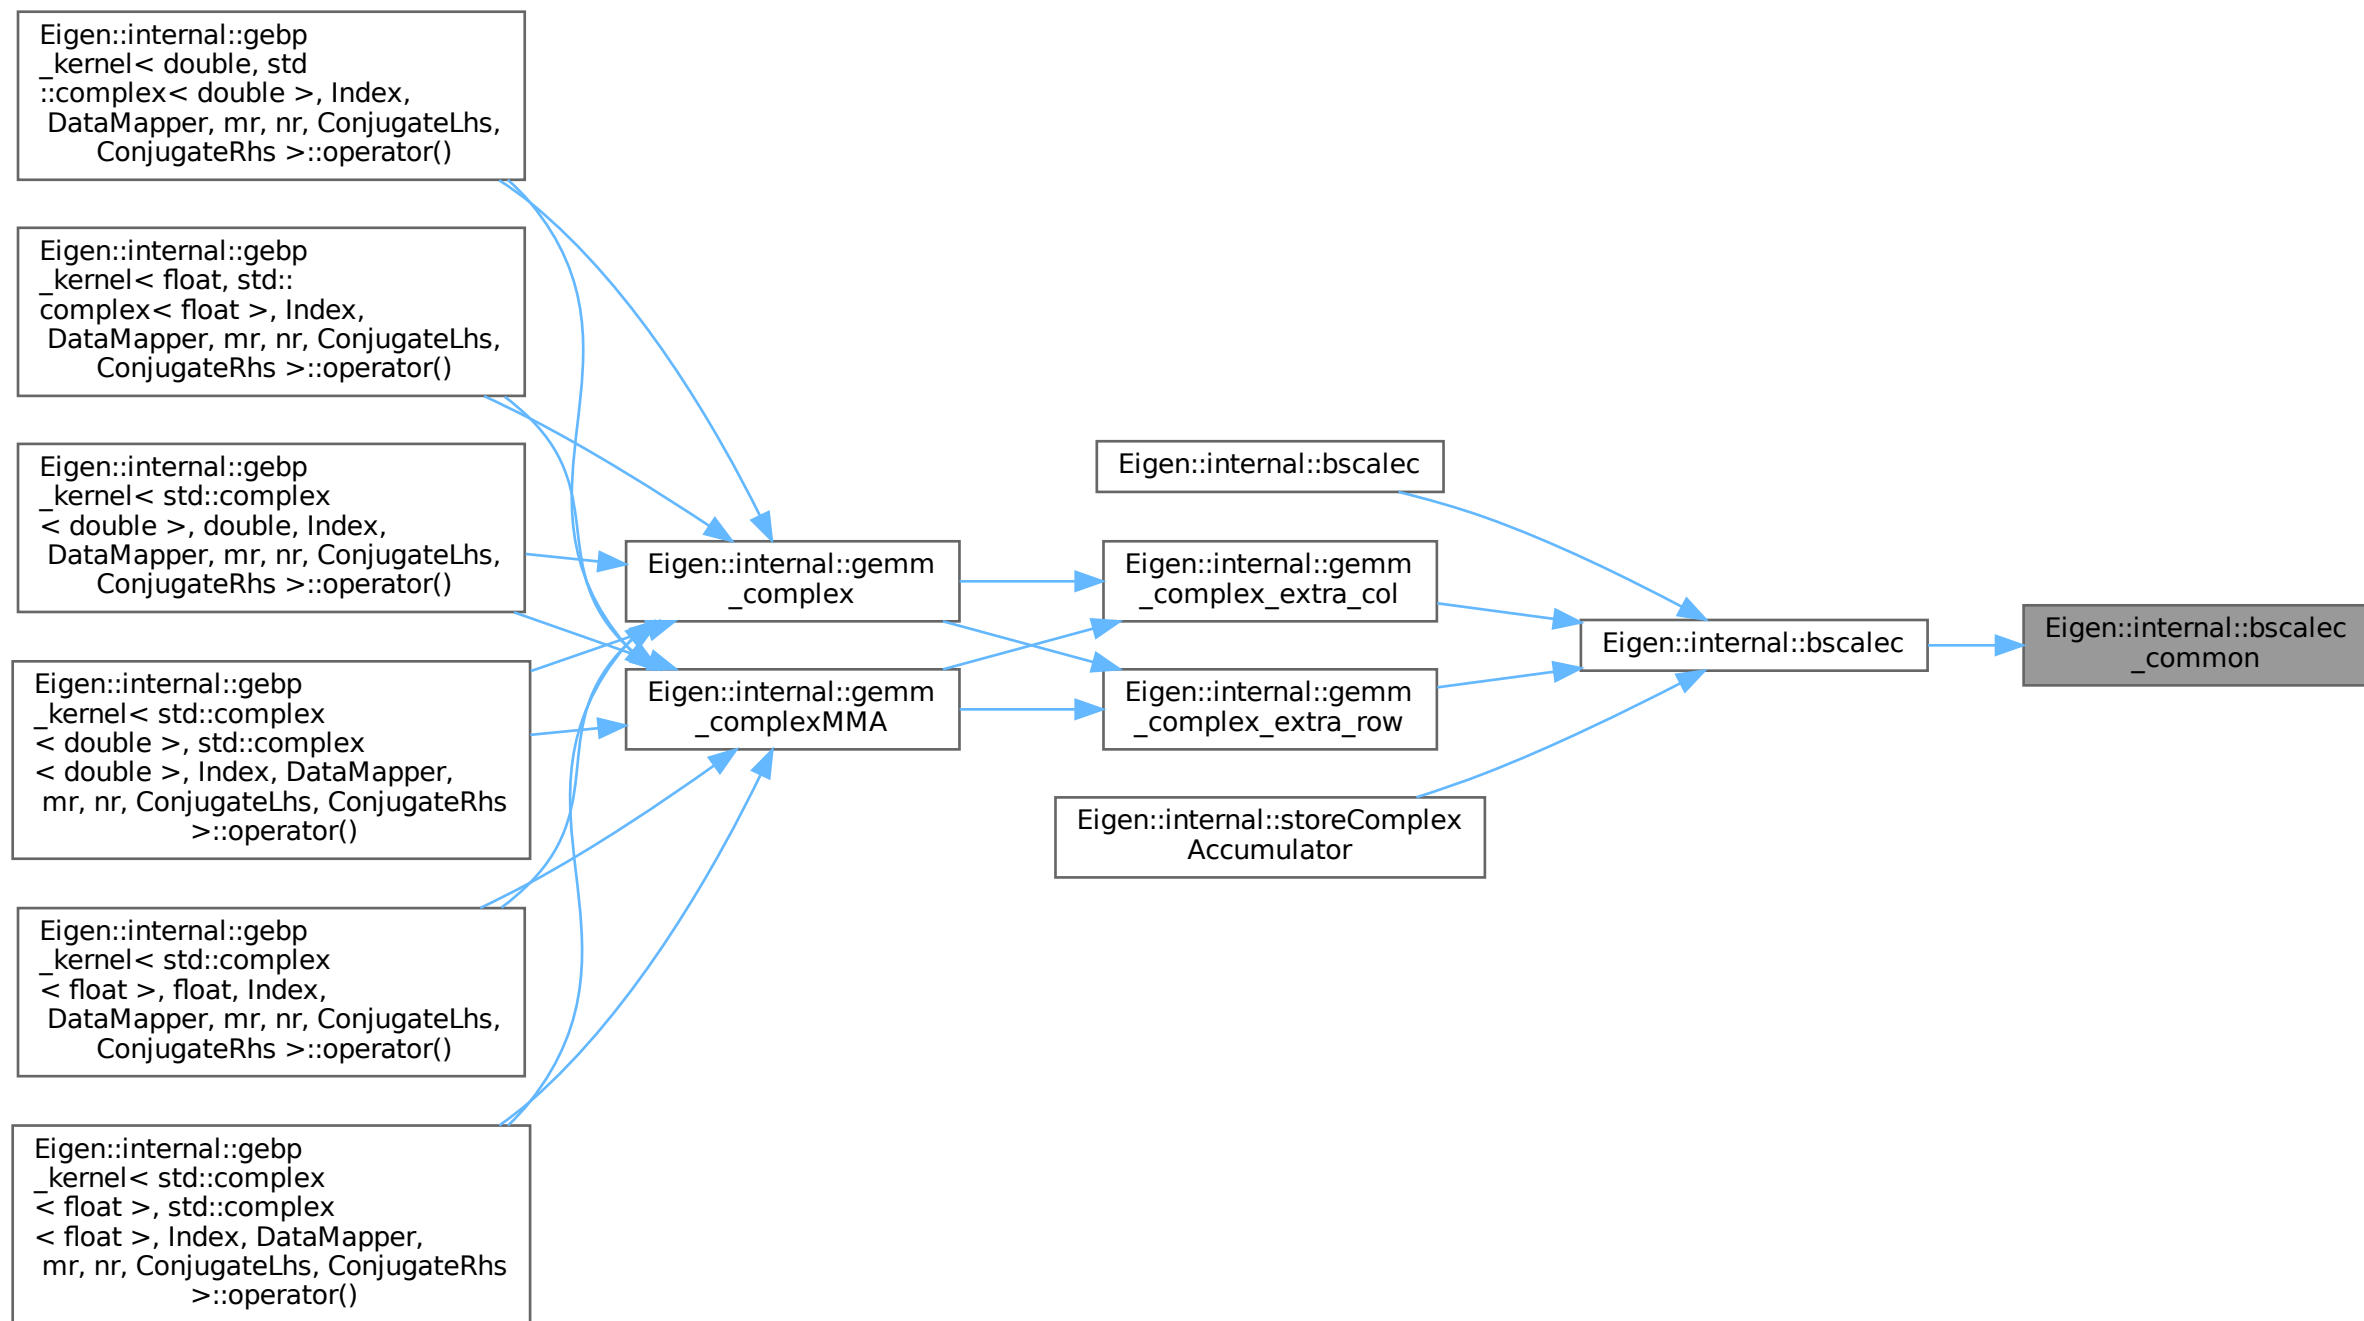 Eigen::internal::gebp
_kernel< double, std
::complex< double >, Index,
DataMapper, mr, nr, ConjugateLhs,
ConjugateRhs >::operator()
Eigen::internal::gebp
_kernel< float, std::
complex< float >, Index,
DataMapper, mr, nr, ConjugateLhs,
ConjugateRhs >::operator()
Eigen::internal::gebp
_kernel< std::complex
< double >, double, Index,
DataMapper, mr, nr, ConjugateLhs,
ConjugateRhs >::operator()
Eigen::internal::gebp
_kernel< std::complex
< double >, std::complex
< double >, Index, DataMapper,
mr, nr, ConjugateLhs, ConjugateRhs
>::operator()
Eigen::internal::gebp
_kernel< std::complex
< float >, float, Index,
DataMapper, mr, nr, ConjugateLhs,
ConjugateRhs >::operator()
Eigen::internal::gebp
_kernel< std::complex
< float >, std::complex
< float >, Index, DataMapper,
mr, nr, ConjugateLhs, ConjugateRhs
>::operator()
Eigen::internal::gemm
_complex
Eigen::internal::gemm
_complexMMA
Eigen::internal::bscalec
Eigen::internal::gemm
_complex_extra_col
Eigen::internal::gemm
_complex_extra_row
Eigen::internal::storeComplex
Accumulator
Eigen::internal::bscalec
Eigen::internal::bscalec
_common